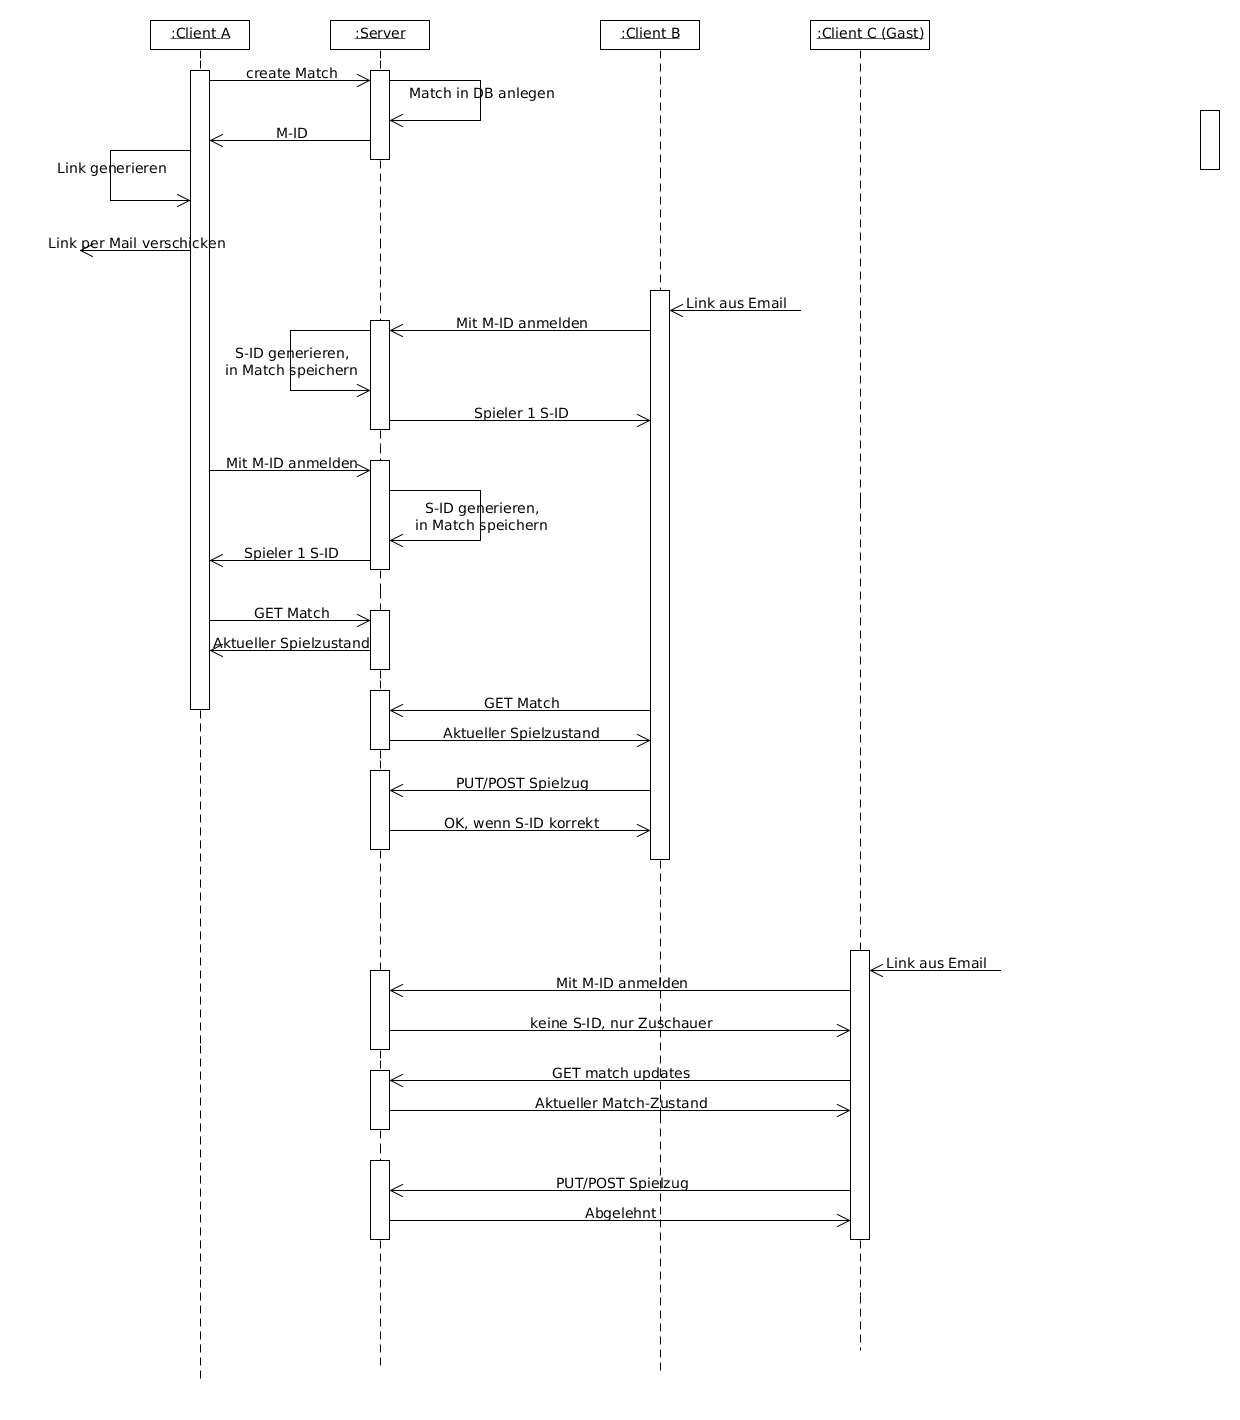 :Client A
:Server
:Client B
:Client C (Gast)
create Match
Match in DB anlegen
M-ID
Link generieren
Link per Mail verschicken
Link aus Email
Mit M-ID anmelden
S-ID generieren,
in Match speichern
Spieler 1 S-ID
Mit M-ID anmelden
S-ID generieren,
in Match speichern
Spieler 1 S-ID
GET Match
Aktueller Spielzustand
GET Match
Aktueller Spielzustand
PUT/POST Spielzug
OK, wenn S-ID korrekt
Link aus Email
Mit M-ID anmelden
keine S-ID, nur Zuschauer
GET match updates
Aktueller Match-Zustand
PUT/POST Spielzug
Abgelehnt